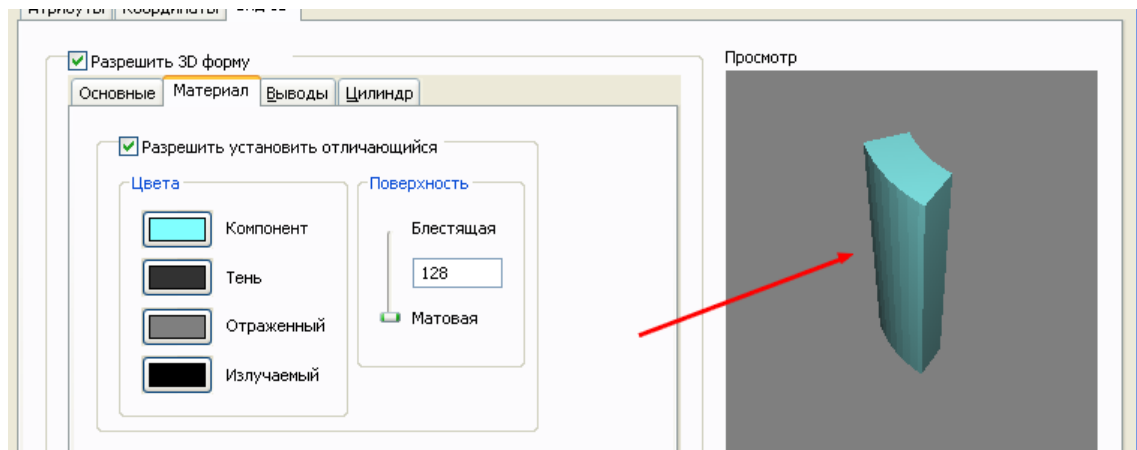 Разрешить 3D форму
Просмотр
Основные Материал Выводы Цилиндр
Разрешить установить отличающийся
Цвета
Поверхность
Компонент
Блестящая
Тень
128
Отраженный
Матовая
Излучаемый